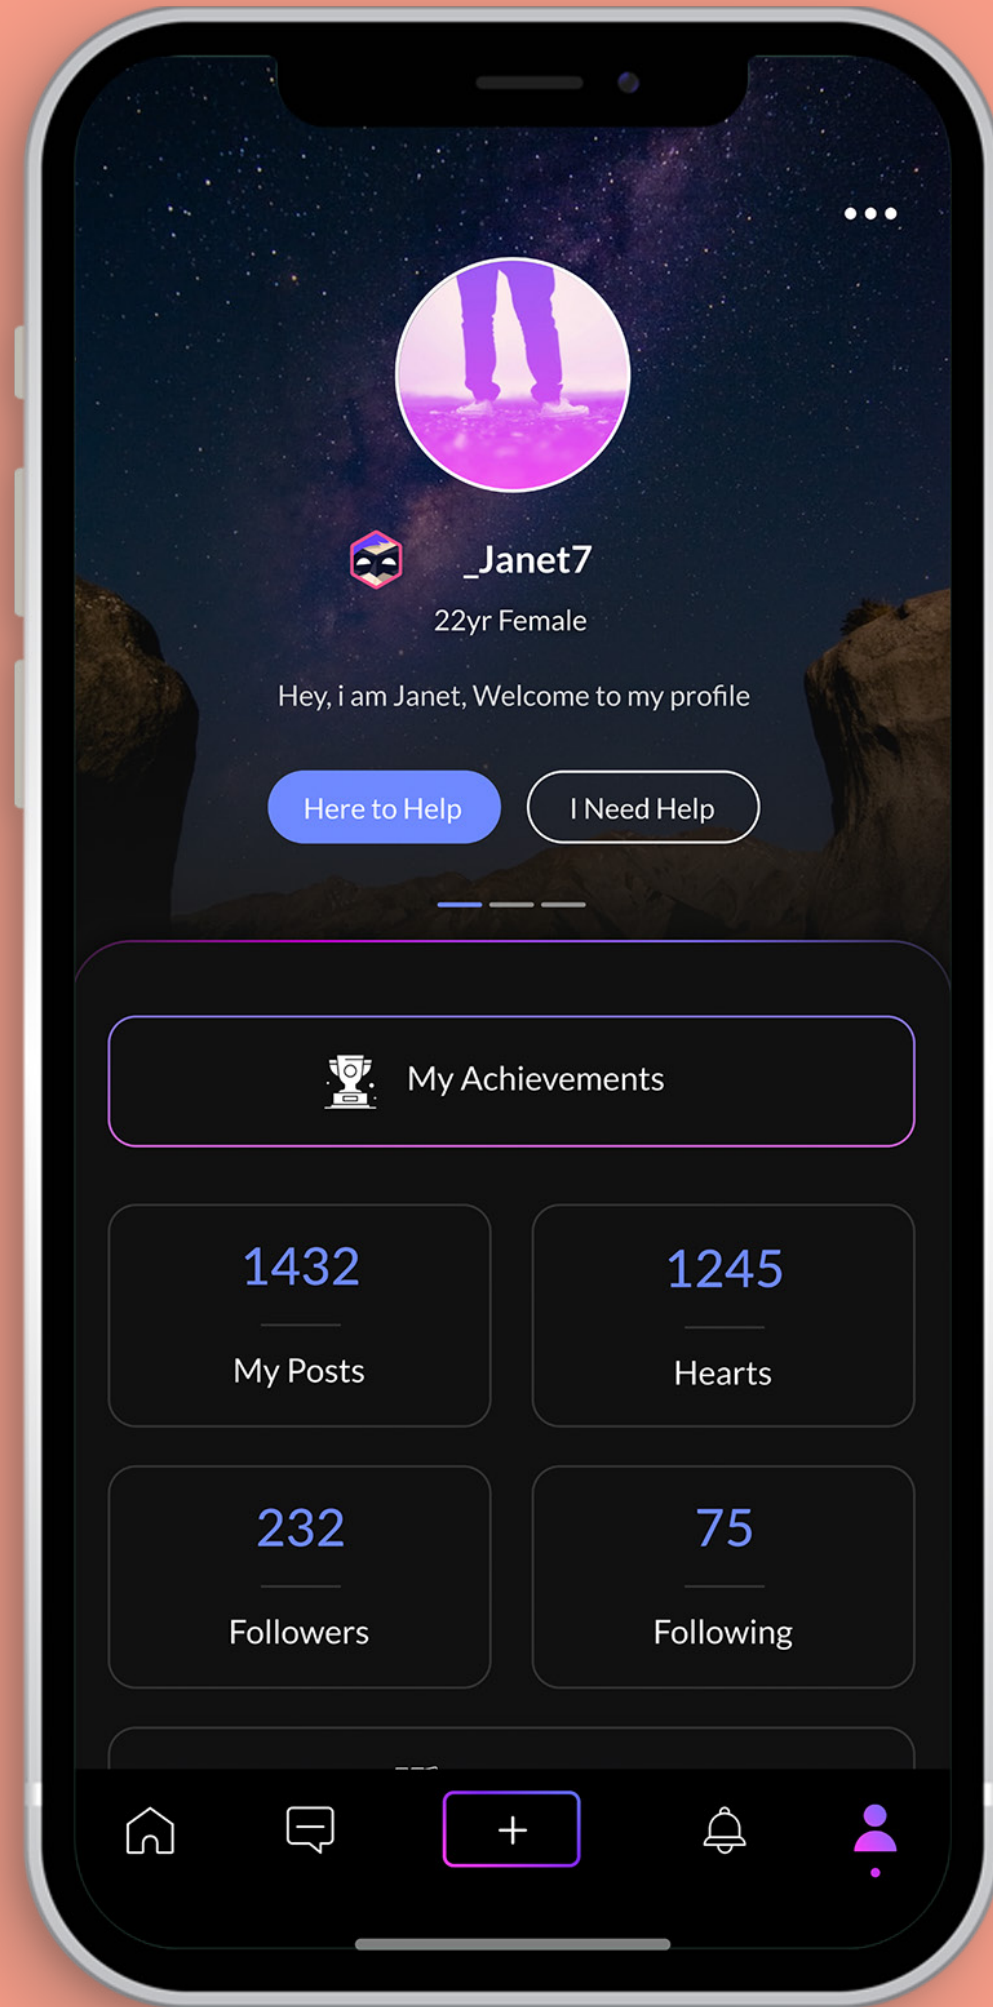 _Janet7
22yr Female
Hey, i am Janet, Welcome to my profile
Here to Help
I Need Help
My Achievements
1432
My Posts
1245
Hearts
232
Followers
75
Following